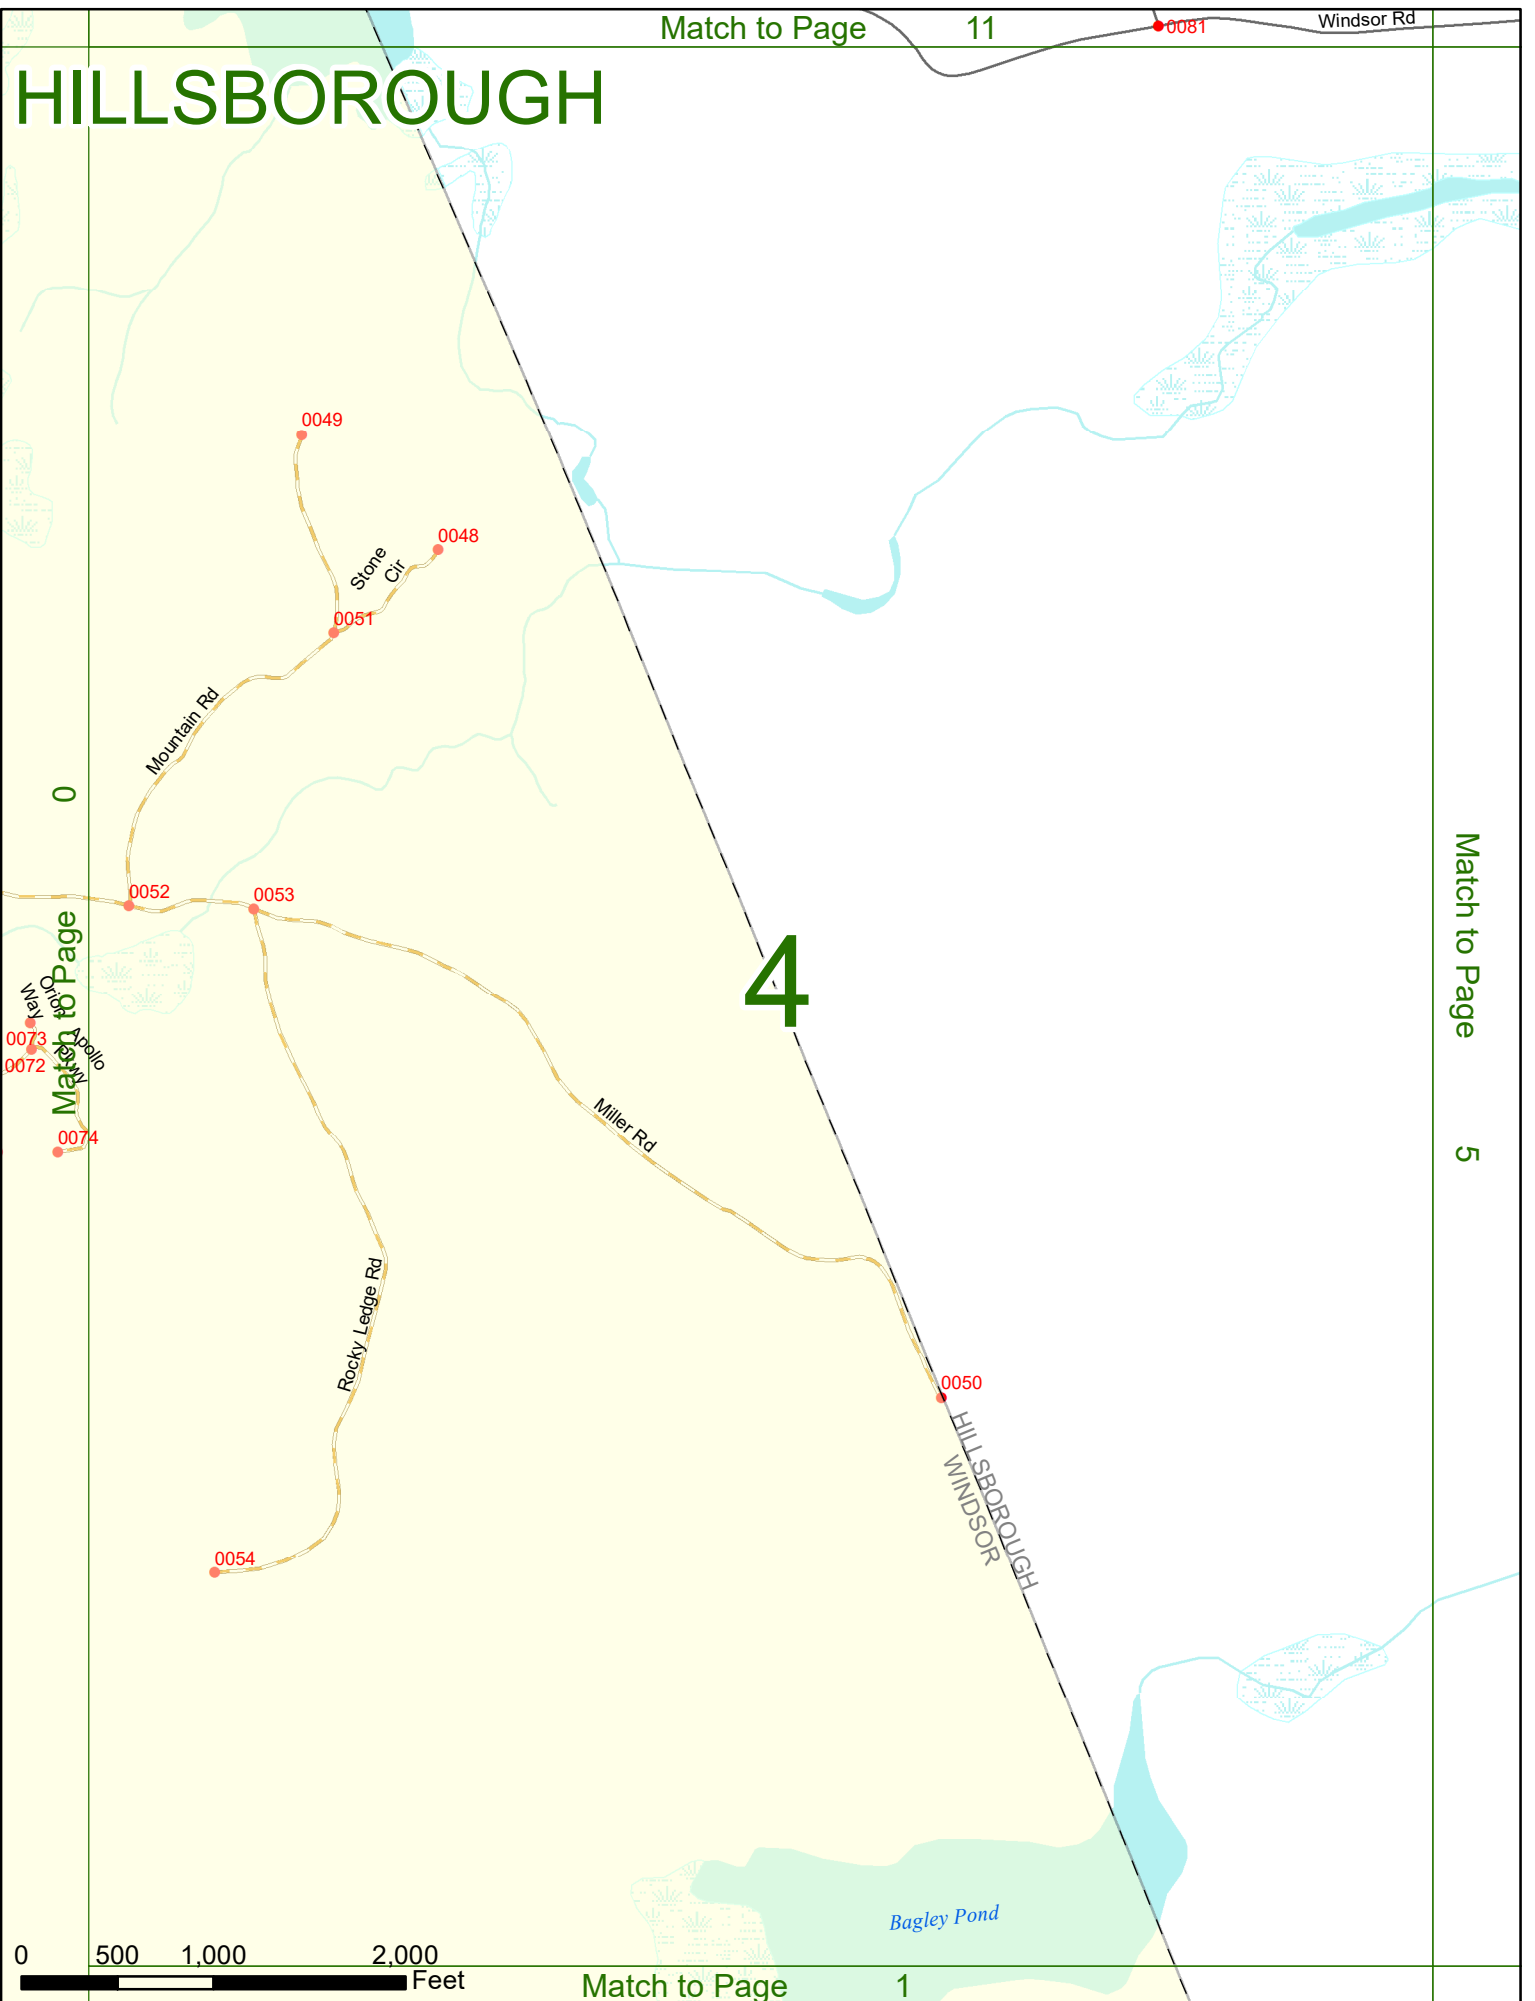 Match to Page 11
0081
Windsor Rd
HILLSBOROUGH
0049
0048
Stone
Cir
0051
Mountain Rd
Match to Page 0
0052
0053
4
Match to Page 5
Orion
Way
0073
Apollo
Pkwy
0072
0074
Miller Rd
Rocky Ledge Rd
0050
HILLSBOROUGH
WINDSOR
0054
Bagley Pond
0 500 1,000 2,000
Feet
Match to Page 1